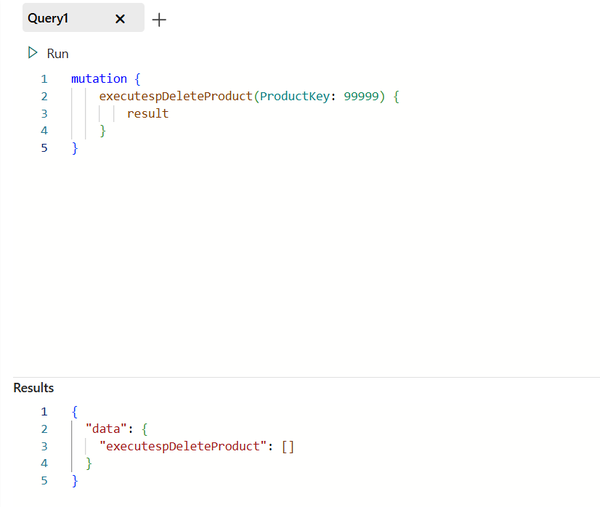 Query1 ✕ +
▷ Run
1 mutation {
2 executespDeleteProduct(ProductKey: 99999) {
3 result
4 }
5 }
Results
1 {
2 "data": {
3 "executespDeleteProduct": []
4 }
5 }